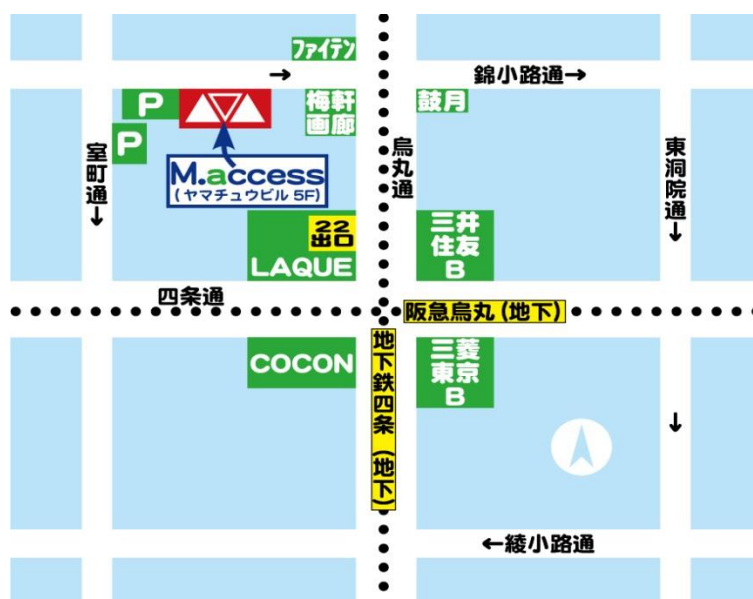 ファイテン
→
錦小路通→
P
梅軒
画廊
鼓月
P
室町通↓
烏丸通
東洞院通↓
M.access
(ヤマチュウビル 5F)
22
出口
LAQUE
三井
住友
B
四条通
阪急烏丸(地下)
地下鉄四条(地下)
COCON
三菱
東京
B
↓
←綾小路通